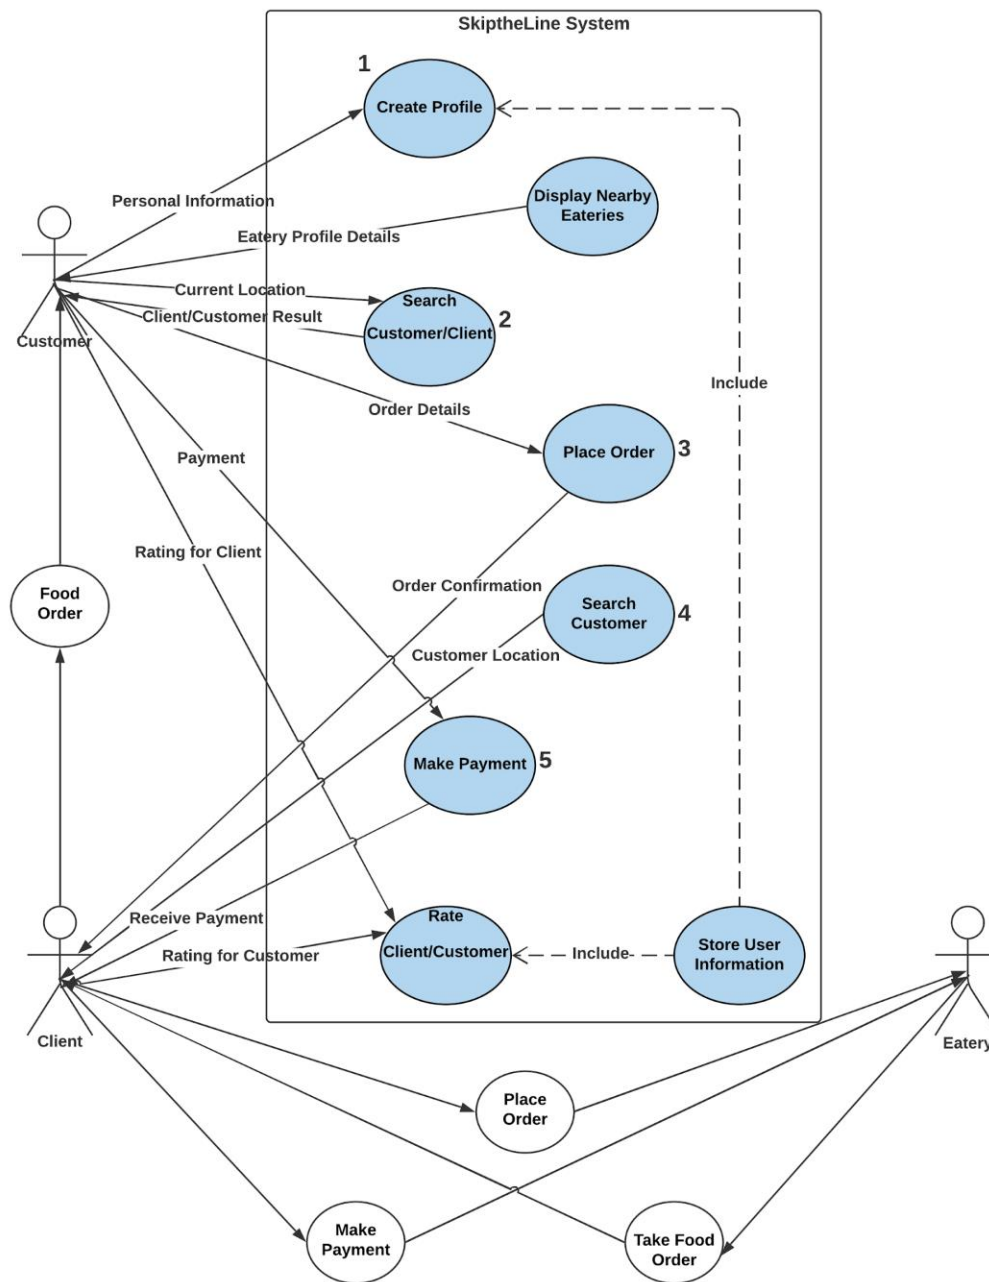 SkiptheLine System
1
Create Profile
Personal Information
Display Nearby
Eateries
Eatery Profile Details
Current Location
Search
Client/Customer Result
Customer/Client
2
Customer
Include
Order Details
Place Order
3
Payment
Rating for Client
Food
Order
Order Confirmation
Search
Customer
4
Customer Location
Make Payment
5
Receive Payment
Rate
Client/Customer
Rating for Customer
Include
Store User
Information
Client
Eatery
Place
Order
Make
Payment
Take Food
Order